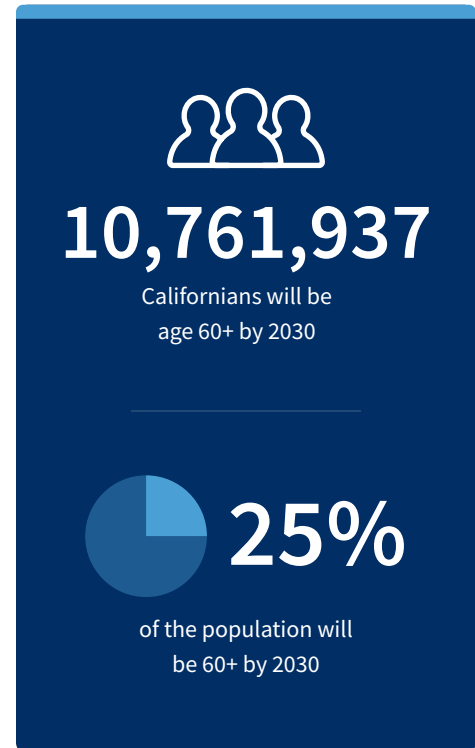 10,761,937
Californians will be
age 60+ by 2030
25%
of the population will
be 60+ by 2030